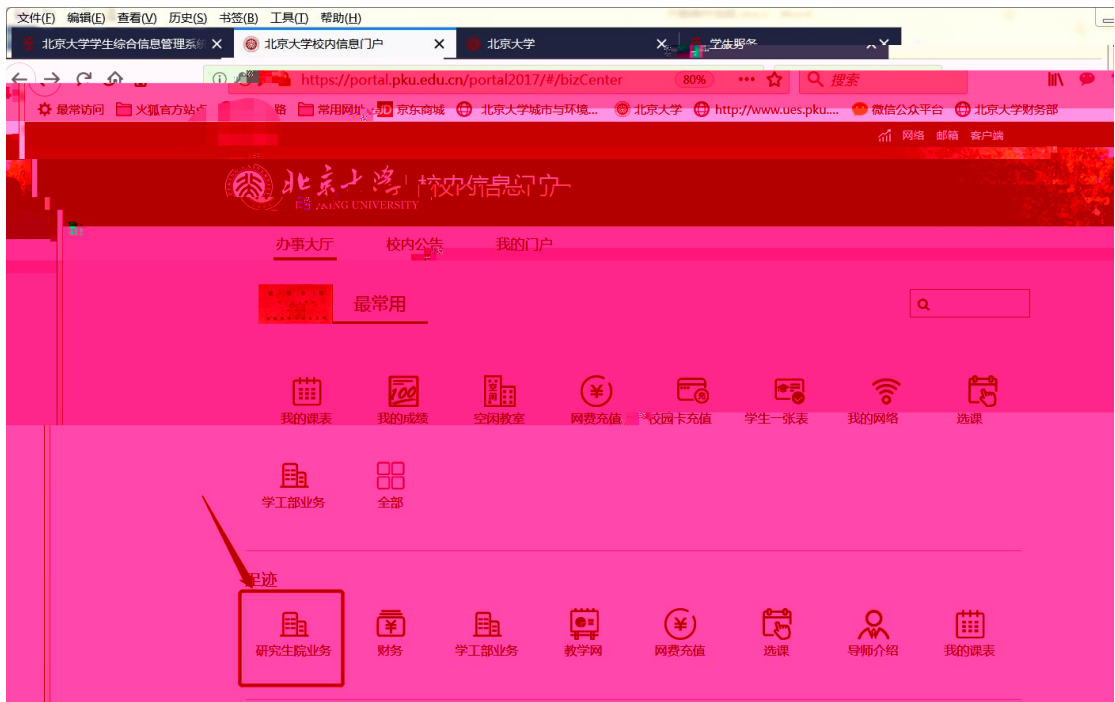 文件(F) 编辑(E) 查看(V) 历史(S) 书签(B) 工具(T) 帮助(H)
北京大学学生综合信息管理系统 × 北京大学校内信息门户 × 北京大学 ×
https://portal.pku.edu.cn/portal2017/#/bizCenter 80% 搜索
最常访问 火狐官方站点 常用网址 JD 京东商城 北京大学城市与环境... 北京大学 http://www.ues.pku.... 微信公众平台 北京大学财务部
网络 邮箱 客户端
北京大学 校内信息门户
UNIVERSITY
办事大厅 校内公告 我的门户
最常用
我的课表 我的成绩 空闲教室 网费充值 校园卡充值 学生一张表 我的网络 选课
学工部业务 全部
足迹
研究生院业务 财务 学工部业务 教学网 网费充值 选课 导师介绍 我的课表